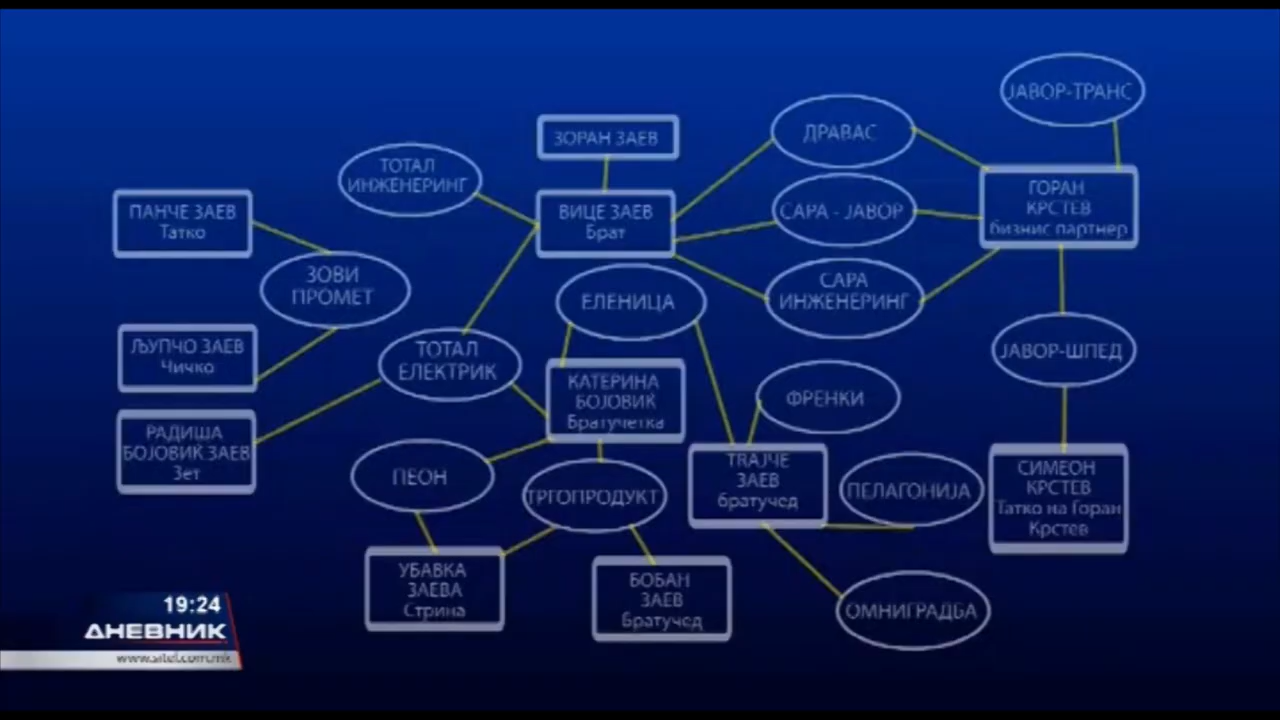 ЈАВОР-ТРАНС
ЗОРАН ЗАЕВ
ДРАВАС
ТОТАЛ
ИНЖЕНЕРИНГ
ПАНЧЕ ЗАЕВ
Татко
ВИЦЕ ЗАЕВ
Брат
САРА - ЈАВОР
ГОРАН
КРСТЕВ
бизнис партнер
ЗОВИ
ПРОМЕТ
ЕЛЕНИЦА
САРА
ИНЖЕНЕРИНГ
ЉУПЧО ЗАЕВ
Чичко
ТОТАЛ
ЕЛЕКТРИК
ЈАВОР-ШПЕД
КАТЕРИНА
БОЈОВИЌ
Братучетка
ФРЕНКИ
РАДИША
БОЈОВИЌ ЗАЕВ
Зет
ПЕОН
ТРГОПРОДУКТ
ТRАЈЧЕ
ЗАЕВ
братучед
ПЕЛАГОНИЈА
СИМЕОН
КРСТЕВ
Татко на Горан
Крстев
УБАВКА
ЗАЕВА
Стрина
БОБАН
ЗАЕВ
Братучед
ОМНИГРАДБА
19:24
ДНЕВНИК
www.sitel.com.mk